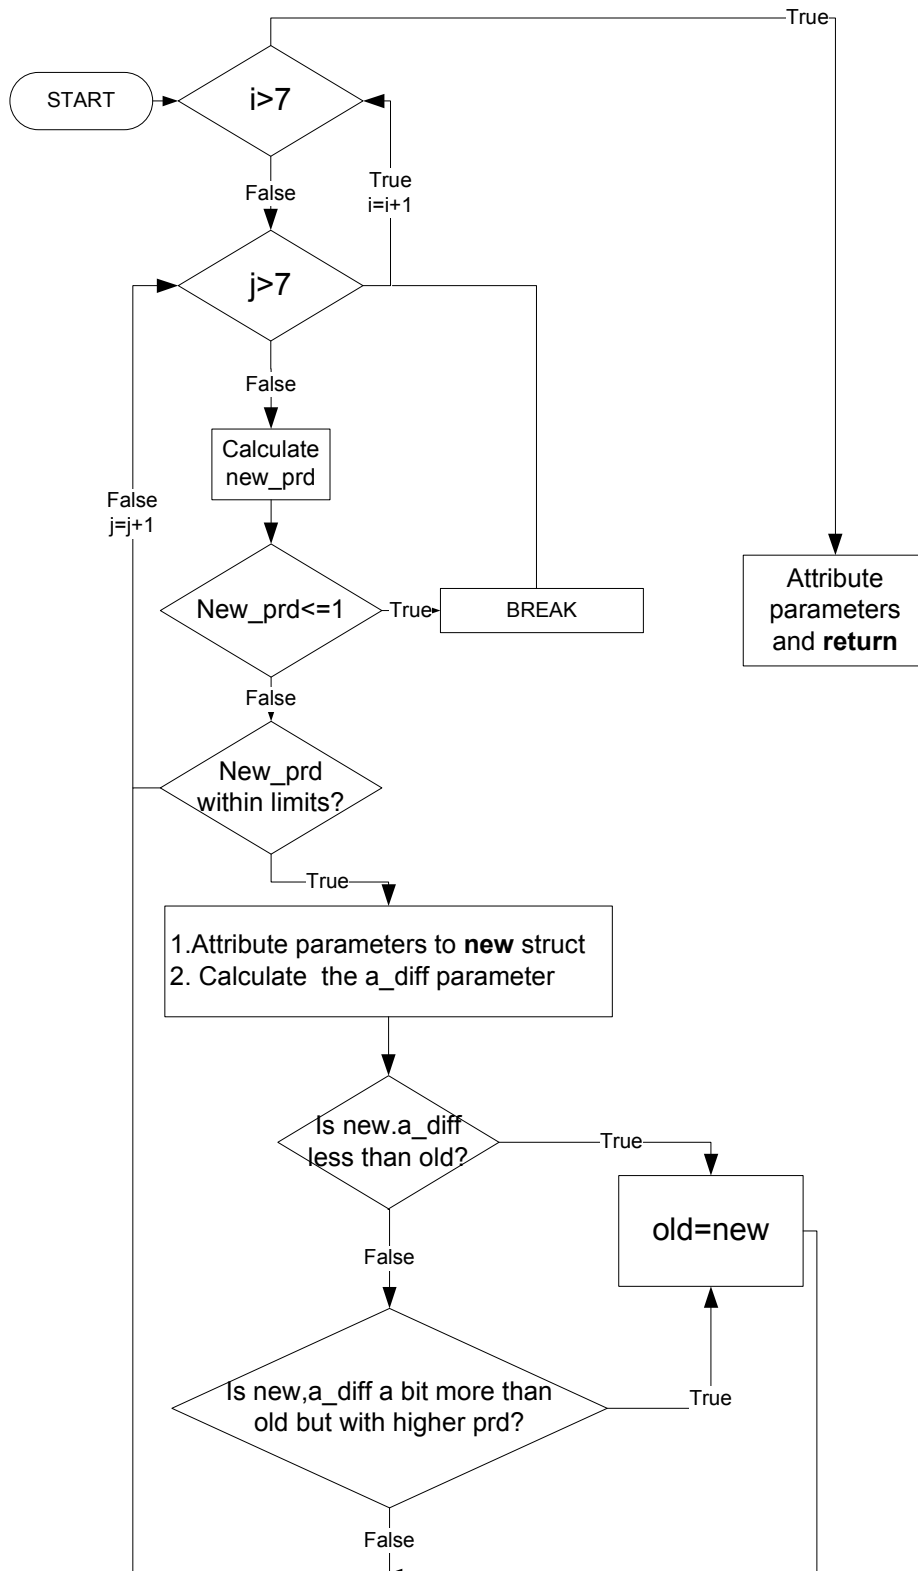 True
START
i>7
True
i=i+1
False
j>7
False
Calculate
new_prd
False
j=j+1
New_prd<=1
True
BREAK
Attribute
parameters
and return
False
New_prd
within limits?
True
1.Attribute parameters to new struct
2. Calculate the a_diff parameter
Is new.a_diff
less than old?
True
old=new
False
Is new,a_diff a bit more than
old but with higher prd?
True
False